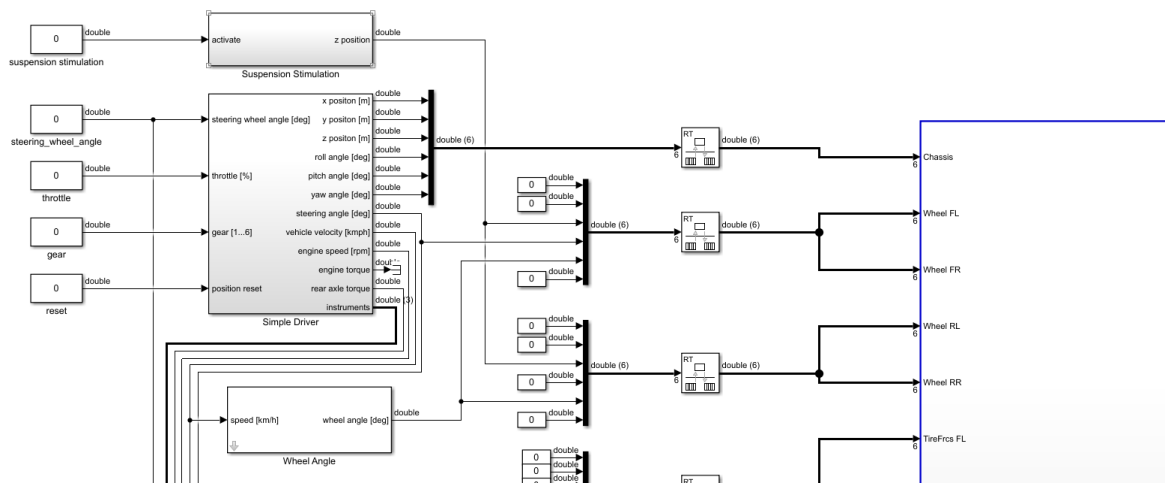 0
double
suspension stimulation
activate
z position
double
Suspension Stimulation
0
double
steering_wheel_angle
0
double
throttle
0
double
gear
0
double
reset
steering wheel angle [deg]
throttle [%]
gear [1...6]
position reset
x positon [m]
y positon [m]
z positon [m]
roll angle [deg]
pitch angle [deg]
yaw angle [deg]
steering angle [deg]
vehicle velocity [kmph]
engine speed [rpm]
engine torque
rear axle torque
instruments
Simple Driver
double
double
double
double
double
double
double
double
double
double
double (3)
double (6)
speed [km/h]
wheel angle [deg]
double
Wheel Angle
0
double
0
double
double
double
double
0
double
double (6)
0
double
0
double
double
0
double
double
0
double
double (6)
0
double
0
double
0
double
RT
6
double (6)
RT
6
double (6)
RT
6
double (6)
RT
6
Chassis
6
Wheel FL
6
Wheel FR
6
Wheel RL
6
Wheel RR
6
TireFrcs FL
6